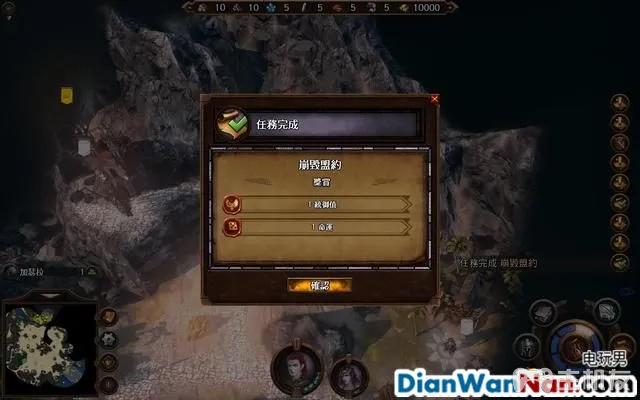 10 10 5 5 5 5 10000
任務完成
崩毀盟約
獎賞
1 統御值
1 命運
確認
任務完成 崩毀盟約
加瑟拉 1
电玩男
DianWanNan.com